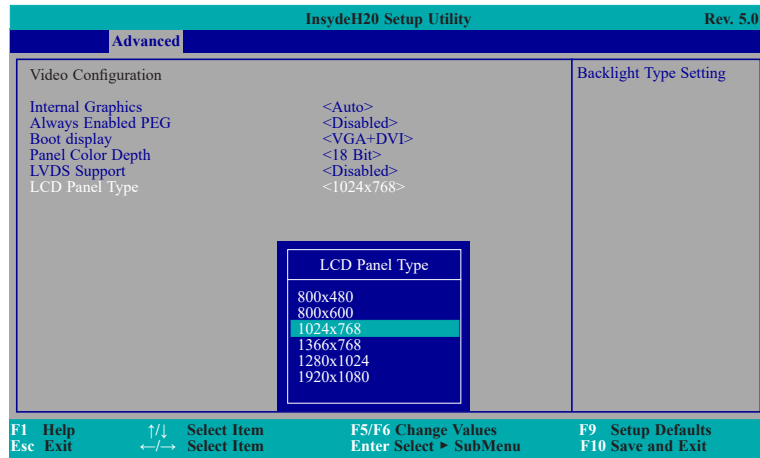 InsydeH20 Setup Utility Rev. 5.0
Advanced
Video Configuration
Internal Graphics <Auto>
Always Enabled PEG <Disabled>
Boot display <VGA+DVI>
Panel Color Depth <18 Bit>
LVDS Support <Disabled>
LCD Panel Type <1024x768>
Backlight Type Setting
LCD Panel Type
800x480
800x600
1024x768
1366x768
1280x1024
1920x1080
F1 Help ↑/↓ Select Item F5/F6 Change Values F9 Setup Defaults
Esc Exit ←/→ Select Item Enter Select ► SubMenu F10 Save and Exit